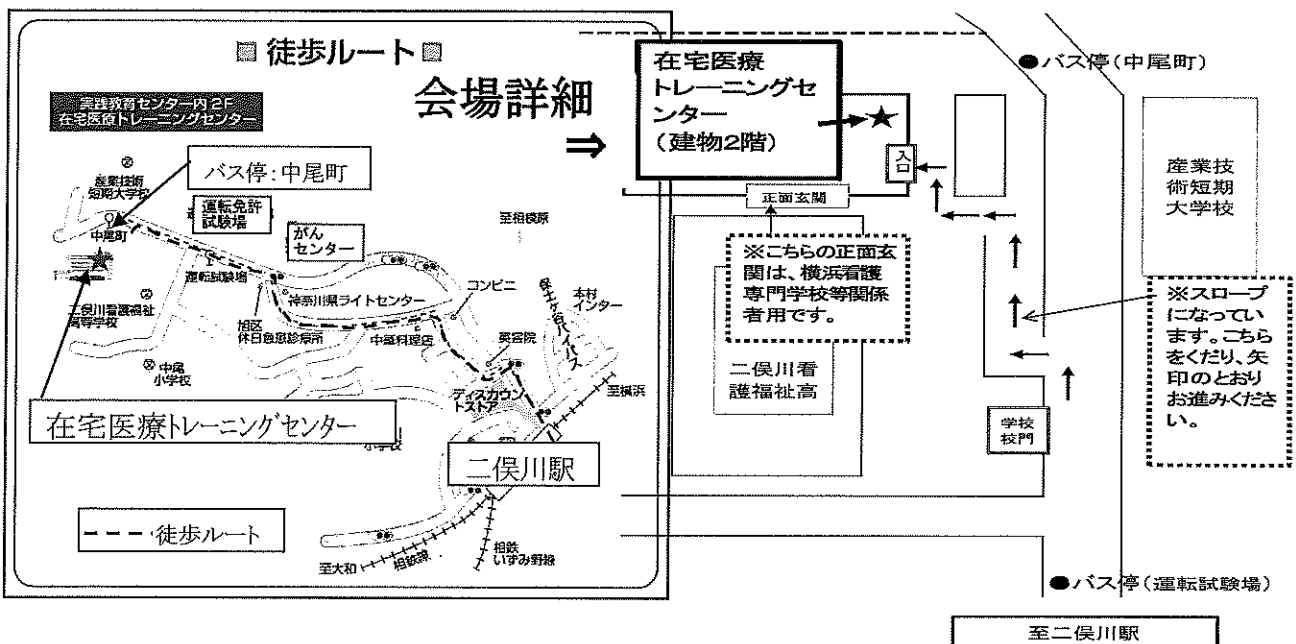 ■ 徒歩ルート ■
会場詳細
⇒
実践教育センター内2F
在宅医療トレーニングセンター
バス停:中尾町
産業技術
短期大学校
運転免許
試験場
がん
センター
至相模原
中尾町
運転試験場
コンビニ
保土ヶ谷バイパス
本村
インター
神奈川県ライトセンター
二俣川看護福祉
高等学校
旭区
休日急患診療所
中華料理店
英宮院
中尾
小学校
ディスカウン
トストア
至横浜
在宅医療トレーニングセンター
小学校
二俣川駅
徒歩ルート
至大和
相鉄線
相鉄
いずみ野線
在宅医療
トレーニングセ
ンター
(建物2階)
入口
正面玄関
※こちらの正面玄
関は、横浜看護
専門学校等関係
者用です。
二俣川看
護福祉高
●バス停(中尾町)
産業技
術短期
大学校
※スロープ
になってい
ます。こちら
をくだり、矢
印のとおり
お進みくださ
い。
学校
校門
●バス停(運転試験場)
至二俣川駅